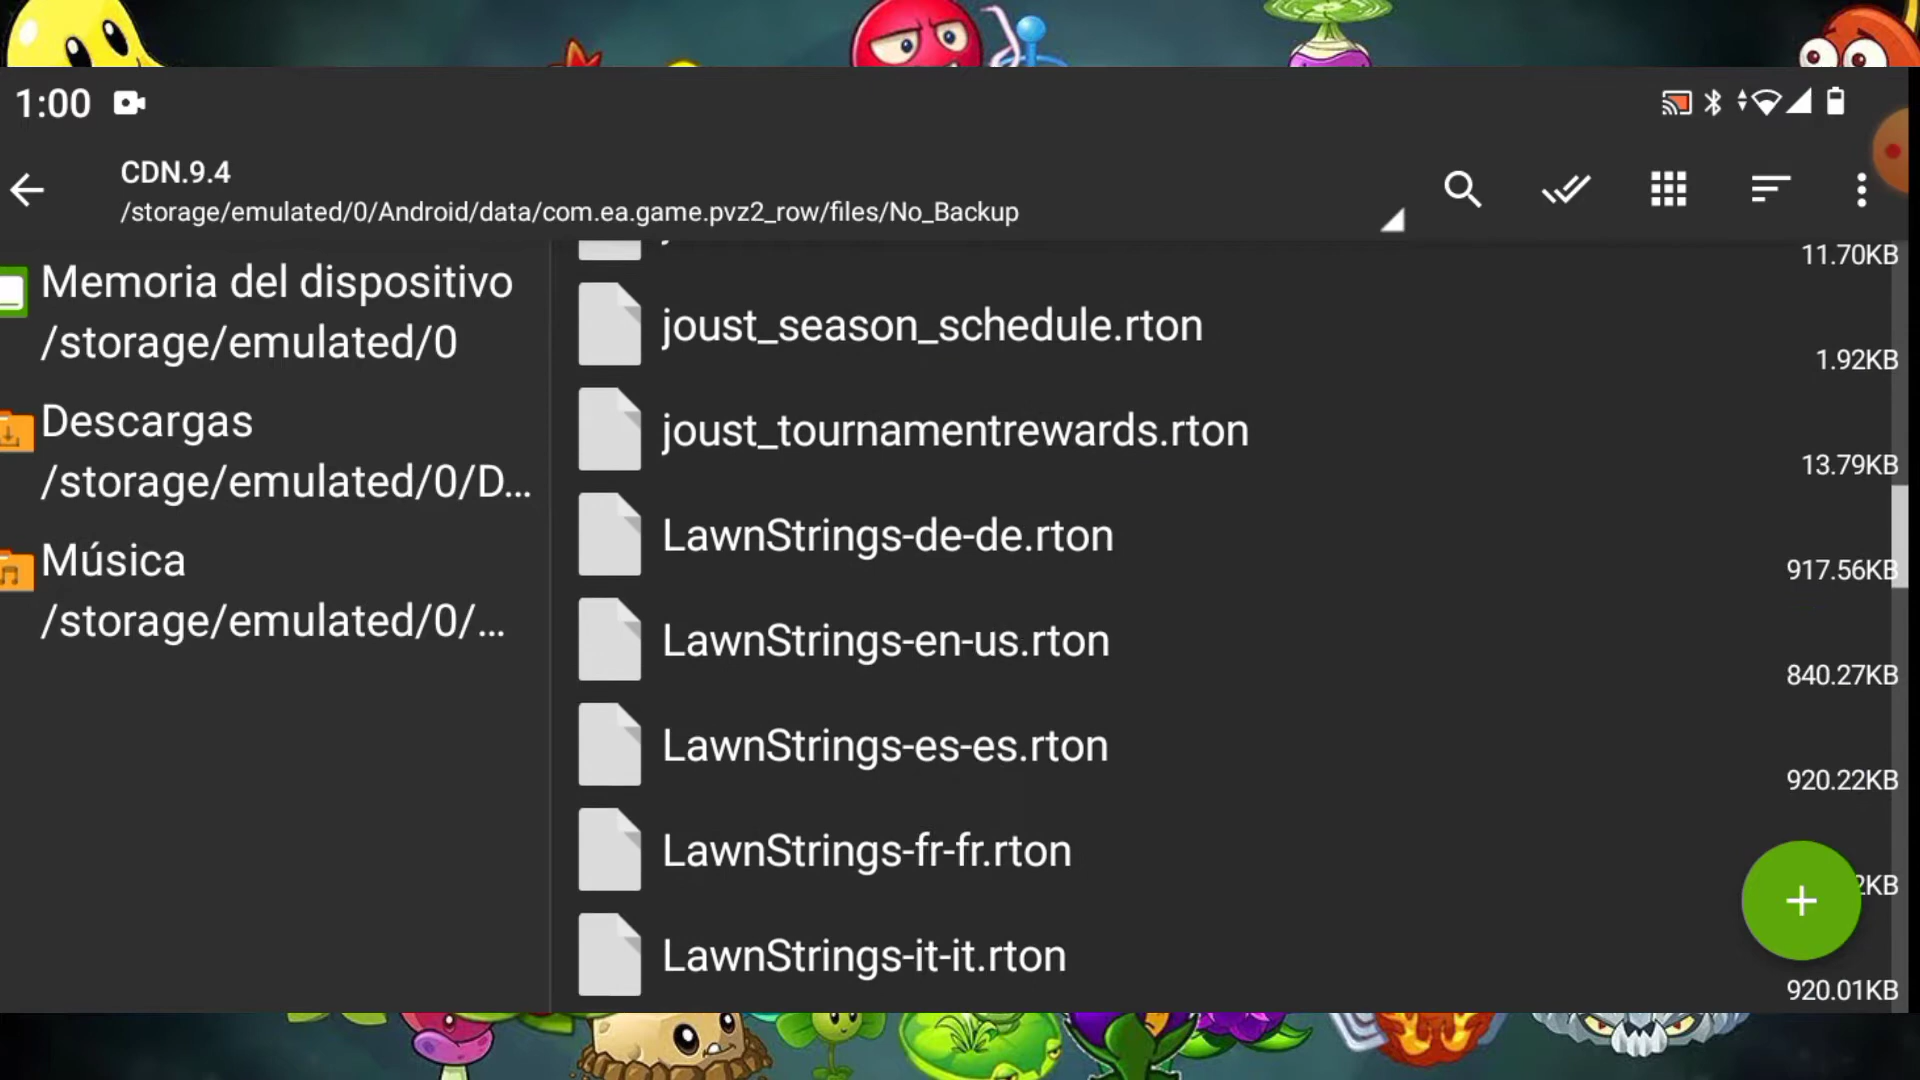 1:00
CDN.9.4
/storage/emulated/0/Android/data/com.ea.game.pvz2_row/files/No_Backup
Memoria del dispositivo
/storage/emulated/0
Descargas
/storage/emulated/0/D...
Música
/storage/emulated/0/...
11.70KB
joust_season_schedule.rton
1.92KB
joust_tournamentrewards.rton
13.79KB
LawnStrings-de-de.rton
917.56KB
LawnStrings-en-us.rton
840.27KB
LawnStrings-es-es.rton
920.22KB
LawnStrings-fr-fr.rton
2KB
LawnStrings-it-it.rton
920.01KB